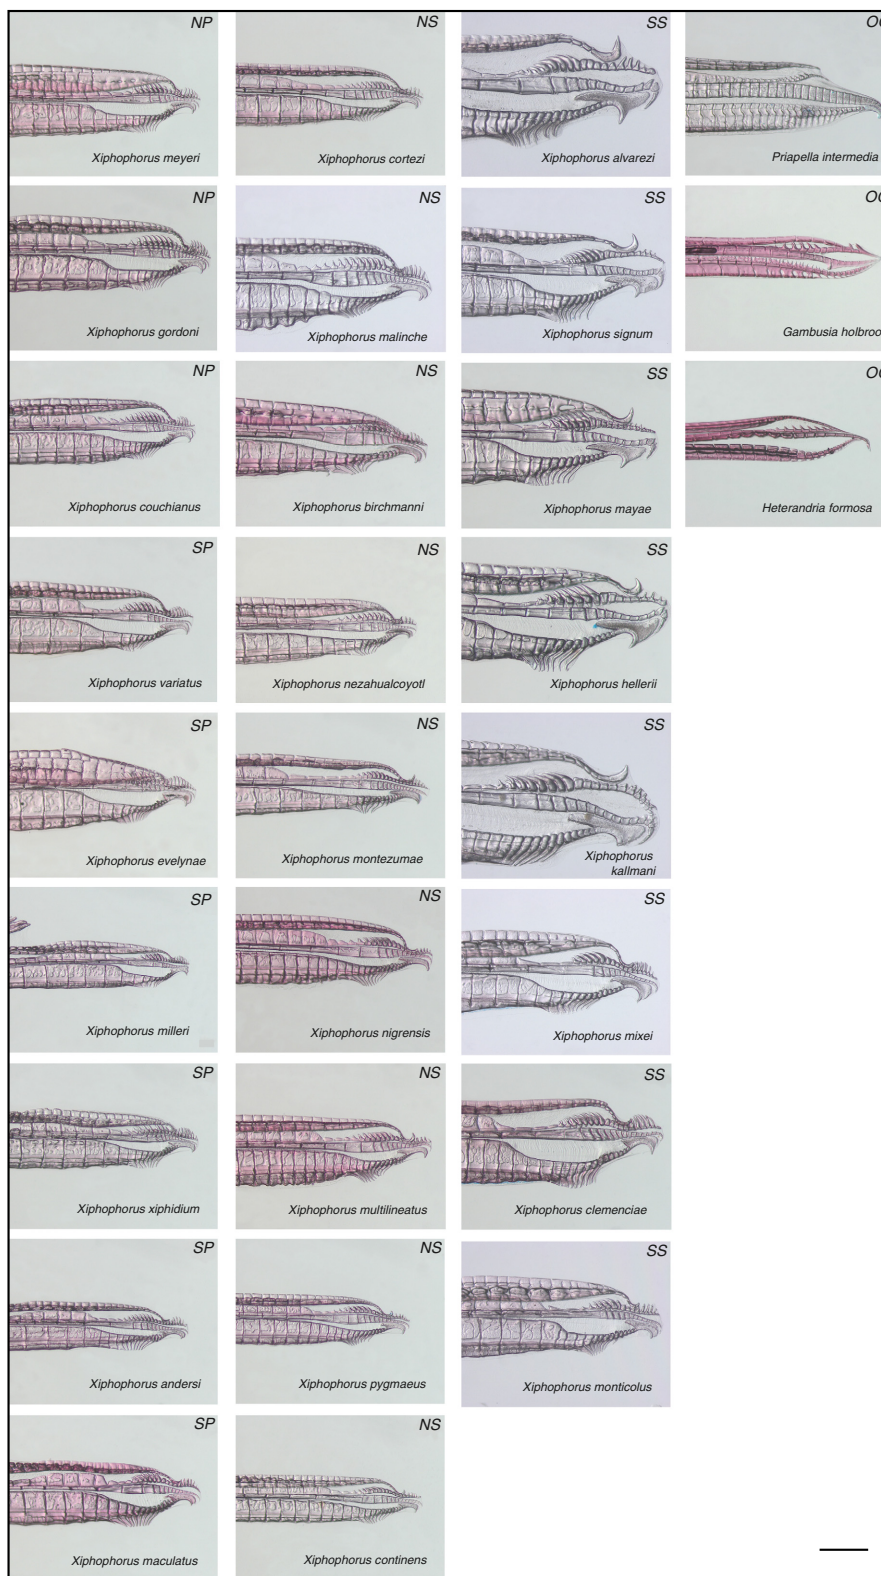 NP
Xiphophorus meyeri
NS
Xiphophorus cortezi
SS
Xiphophorus alvarezi
Priapella intermedia
NP
Xiphophorus gordoni
NS
Xiphophorus malinche
SS
Xiphophorus signum
Gambusia holbroo
NP
Xiphophorus couchianus
NS
Xiphophorus birchmanni
SS
Xiphophorus mayae
Heterandria formosa
SP
Xiphophorus variatus
NS
Xiphophorus nezahualcoyotl
SS
Xiphophorus hellerii
SP
Xiphophorus evelynae
NS
Xiphophorus montezumae
SS
Xiphophorus
kallmani
SP
Xiphophorus milleri
NS
Xiphophorus nigrensis
SS
Xiphophorus mixei
SP
Xiphophorus xiphidium
NS
Xiphophorus multilineatus
SS
Xiphophorus clemenciae
SP
Xiphophorus andersi
NS
Xiphophorus pygmaeus
SS
Xiphophorus monticolus
SP
Xiphophorus maculatus
NS
Xiphophorus continens